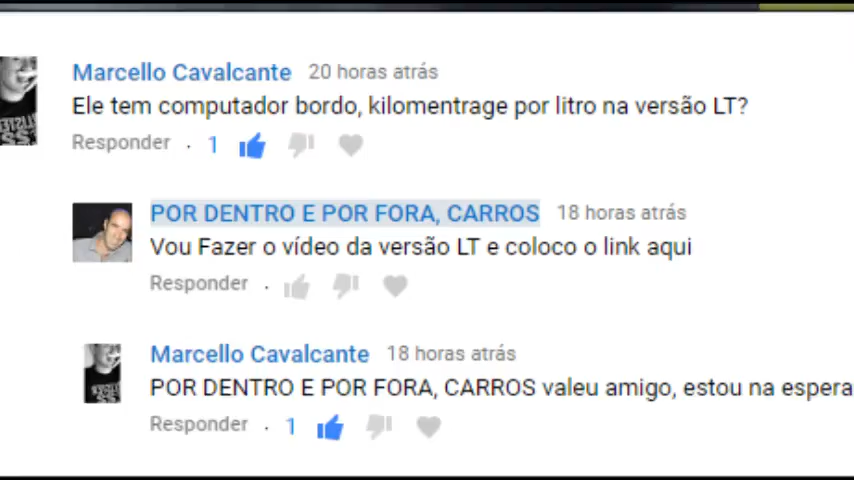 Marcello Cavalcante 20 horas atrás
Ele tem computador bordo, kilomentrage por litro na versão LT?
Responder . 1
POR DENTRO E POR FORA, CARROS 18 horas atrás
Vou Fazer o vídeo da versão LT e coloco o link aqui
Responder .
Marcello Cavalcante 18 horas atrás
POR DENTRO E POR FORA, CARROS valeu amigo, estou na espera
Responder . 1